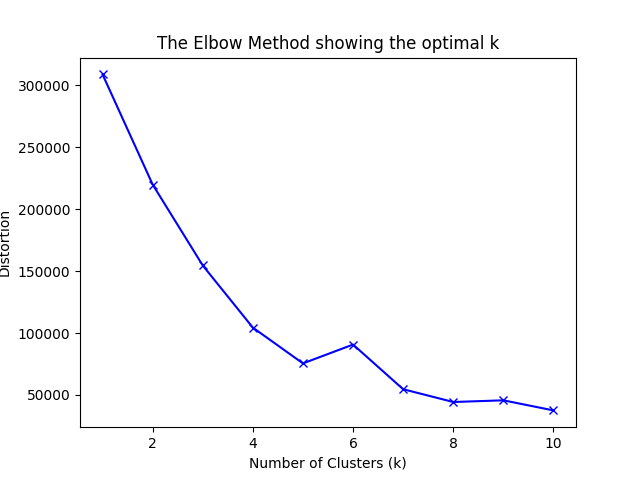 The Elbow Method showing the optimal k
300000
250000
200000
150000
100000
50000
Distortion
2 4 6 8 10
Number of Clusters (k)